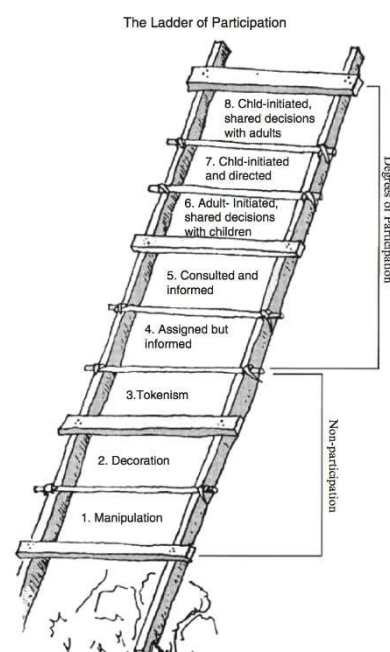 The Ladder of Participation
8. Chld-initiated,
shared decisions
with adults
7. Chld-initiated
and directed
6. Adult- Initiated,
shared decisions
with children
5. Consulted and
informed
4. Assigned but
informed
3.Tokenism
2. Decoration
1. Manipulation
Degrees of Participation
Non-participation